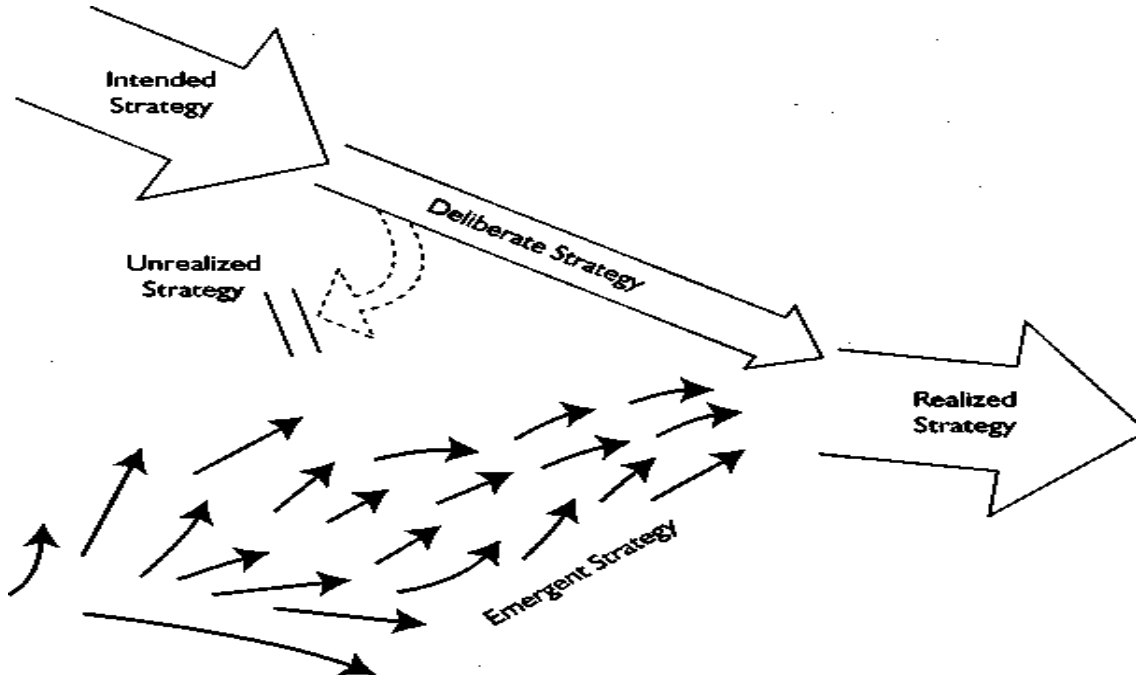 Intended
Strategy
Deliberate Strategy
Unrealized
Strategy
Realized
Strategy
Emergent Strategy